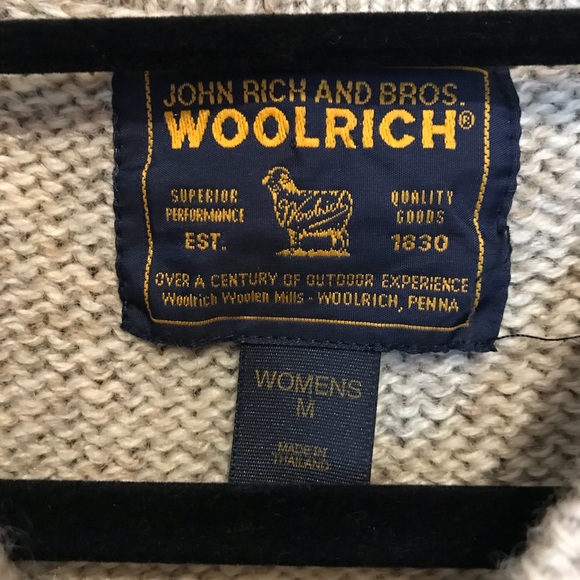 JOHN RICH AND BROS.
WOOLRICH®
SUPERIOR PERFORMANCE
Woolrich
QUALITY GOODS
EST.
1830
OVER A CENTURY OF OUTDOOR EXPERIENCE
Woolrich Woolen Mills - WOOLRICH, PENNA
WOMENS
M
MADE IN
THAILAND